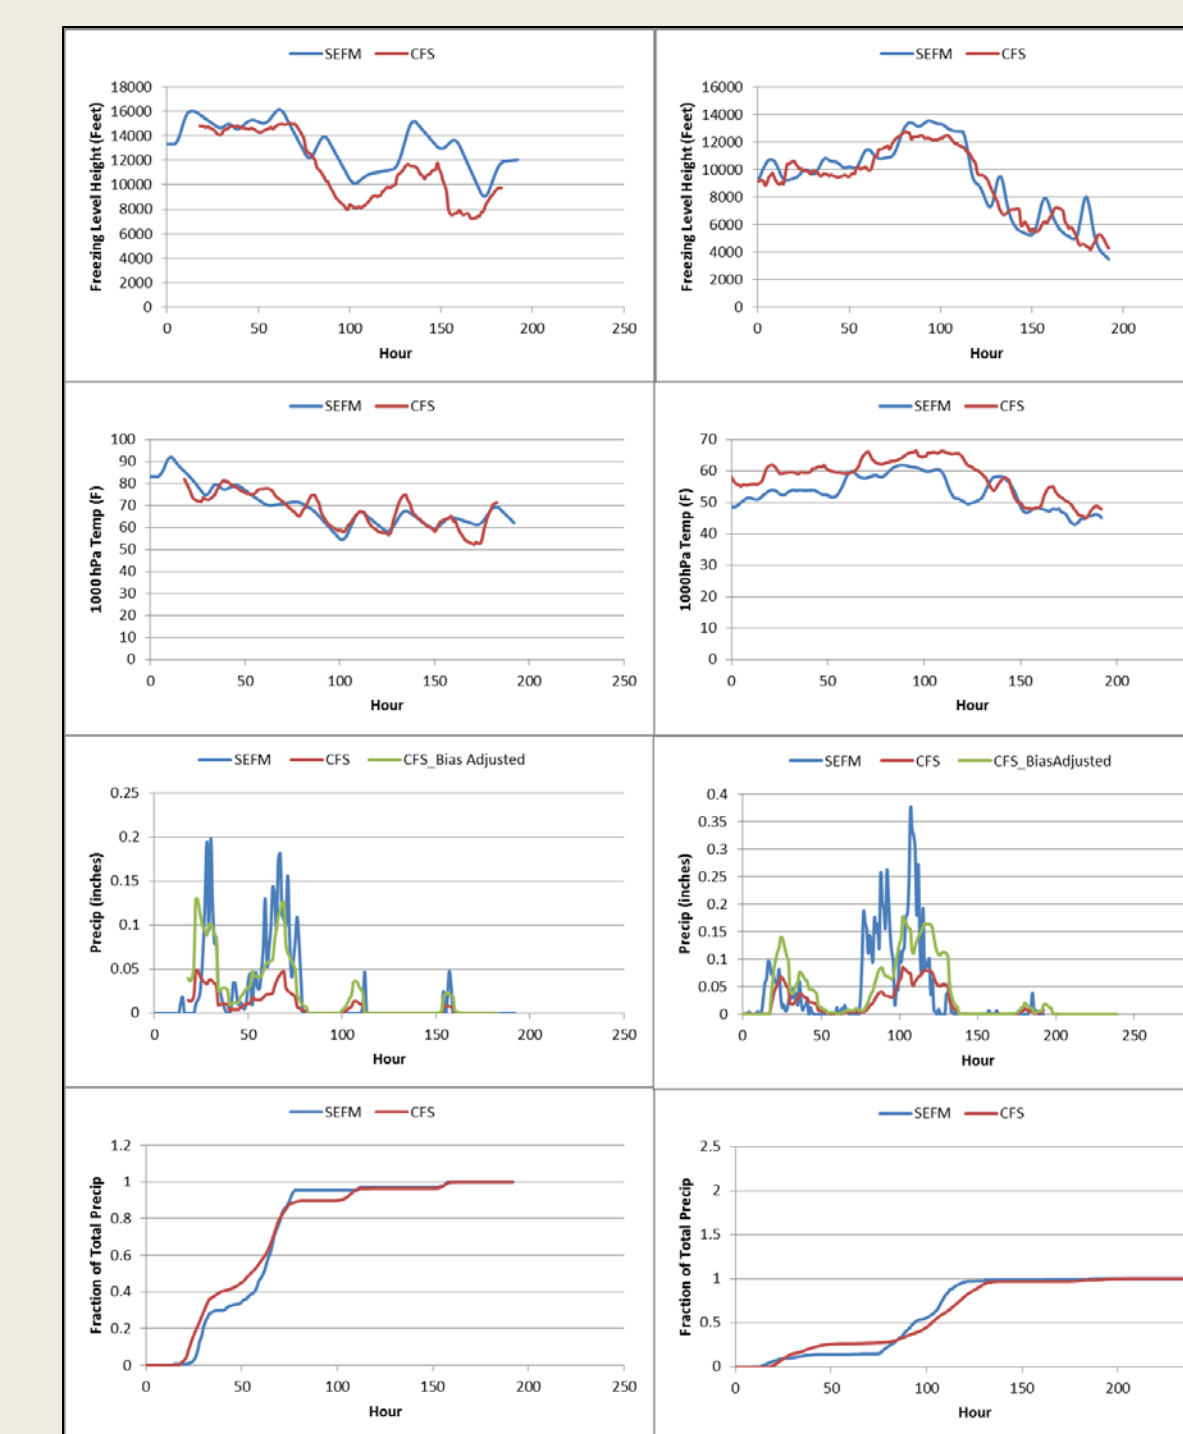 SEFM CFS
18000
16000
14000
12000
10000
8000
6000
4000
2000
0
Freezing Level Height (Feet)
0 50 100 150 200 250
Hour
SEFM CFS
16000
14000
12000
10000
8000
6000
4000
2000
0
Freezing Level Height (Feet)
0 50 100 150 200
Hour
SEFM CFS
100
90
80
70
60
50
40
30
20
10
0
1000hPa Temp (F)
0 50 100 150 200 250
Hour
SEFM CFS
70
60
50
40
30
20
10
0
1000hPa Temp (F)
0 50 100 150 200
Hour
SEFM CFS CFS_Bias Adjusted
0.25
0.2
0.15
0.1
0.05
0
Precip (inches)
0 50 100 150 200 250
Hour
SEFM CFS CFS_BiasAdjusted
0.4
0.35
0.3
0.25
0.2
0.15
0.1
0.05
0
Precip (inches)
0 50 100 150 200 250
Hour
SEFM CFS
1.2
1
0.8
0.6
0.4
0.2
0
Fraction of Total Precip
0 50 100 150 200 250
Hour
SEFM CFS
2.5
2
1.5
1
0.5
0
Fraction of Total Precip
0 50 100 150 200
Hour